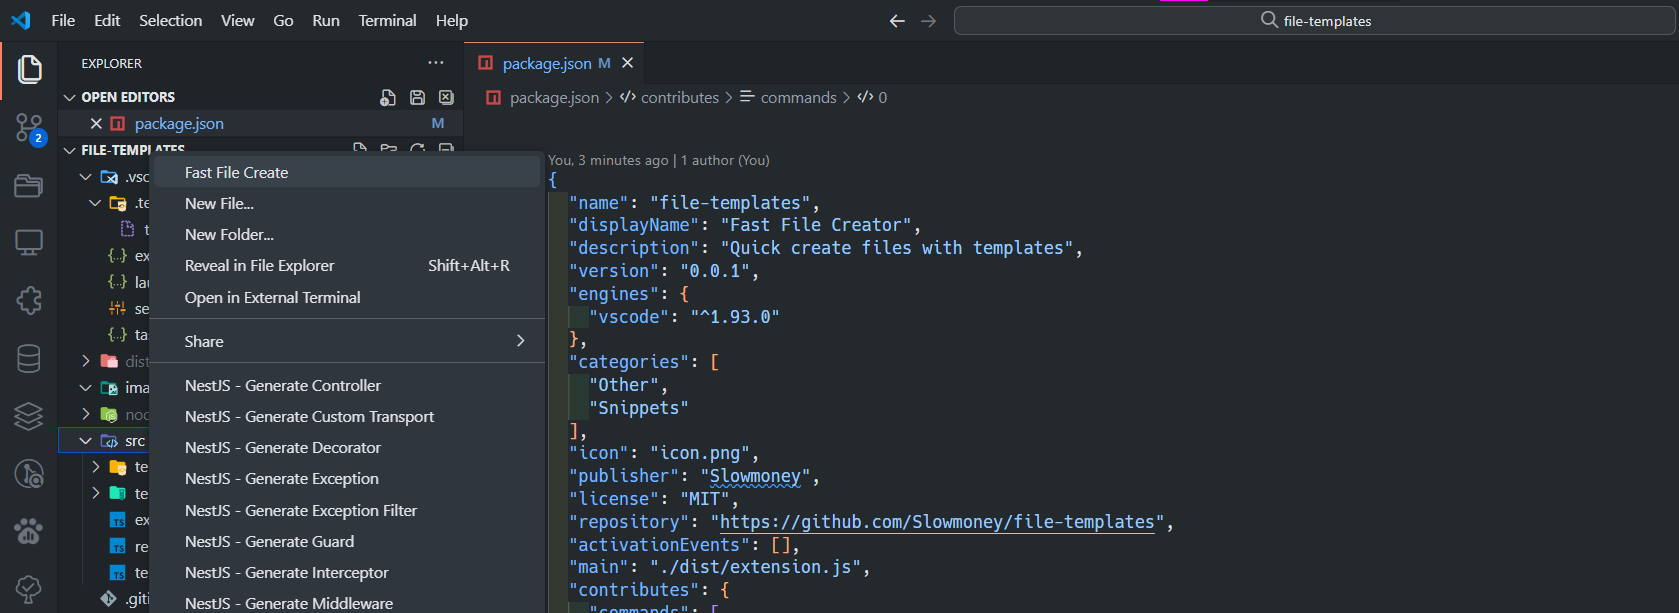 File Edit Selection View Go Run Terminal Help
file-templates
EXPLORER
OPEN EDITORS
package.json M
FILE-TEMPLATES
.vsc
.te
t
ex
lau
se
ta
dist
ima
nod
src
te
te
ex
re
te
.giti
2
Fast File Create
New File...
New Folder...
Reveal in File Explorer Shift+Alt+R
Open in External Terminal
Share
NestJS - Generate Controller
NestJS - Generate Custom Transport
NestJS - Generate Decorator
NestJS - Generate Exception
NestJS - Generate Exception Filter
NestJS - Generate Guard
NestJS - Generate Interceptor
NestJS - Generate Middleware
package.json M
package.json > contributes > commands > 0
You, 3 minutes ago | 1 author (You)
{
"name": "file-templates",
"displayName": "Fast File Creator",
"description": "Quick create files with templates",
"version": "0.0.1",
"engines": {
"vscode": "^1.93.0"
},
"categories": [
"Other",
"Snippets"
],
"icon": "icon.png",
"publisher": "Slowmoney",
"license": "MIT",
"repository": "https://github.com/Slowmoney/file-templates",
"activationEvents": [],
"main": "./dist/extension.js",
"contributes": {
"commands": [